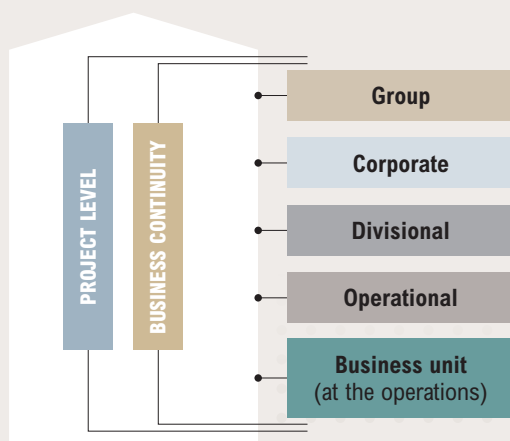 PROJECT LEVEL
BUSINESS CONTINUITY
Group
Corporate
Divisional
Operational
Business unit
(at the operations)